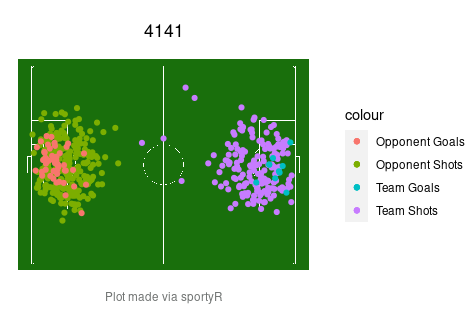 4141
colour
Opponent Goals
Opponent Shots
Team Goals
Team Shots
Plot made via sportyR